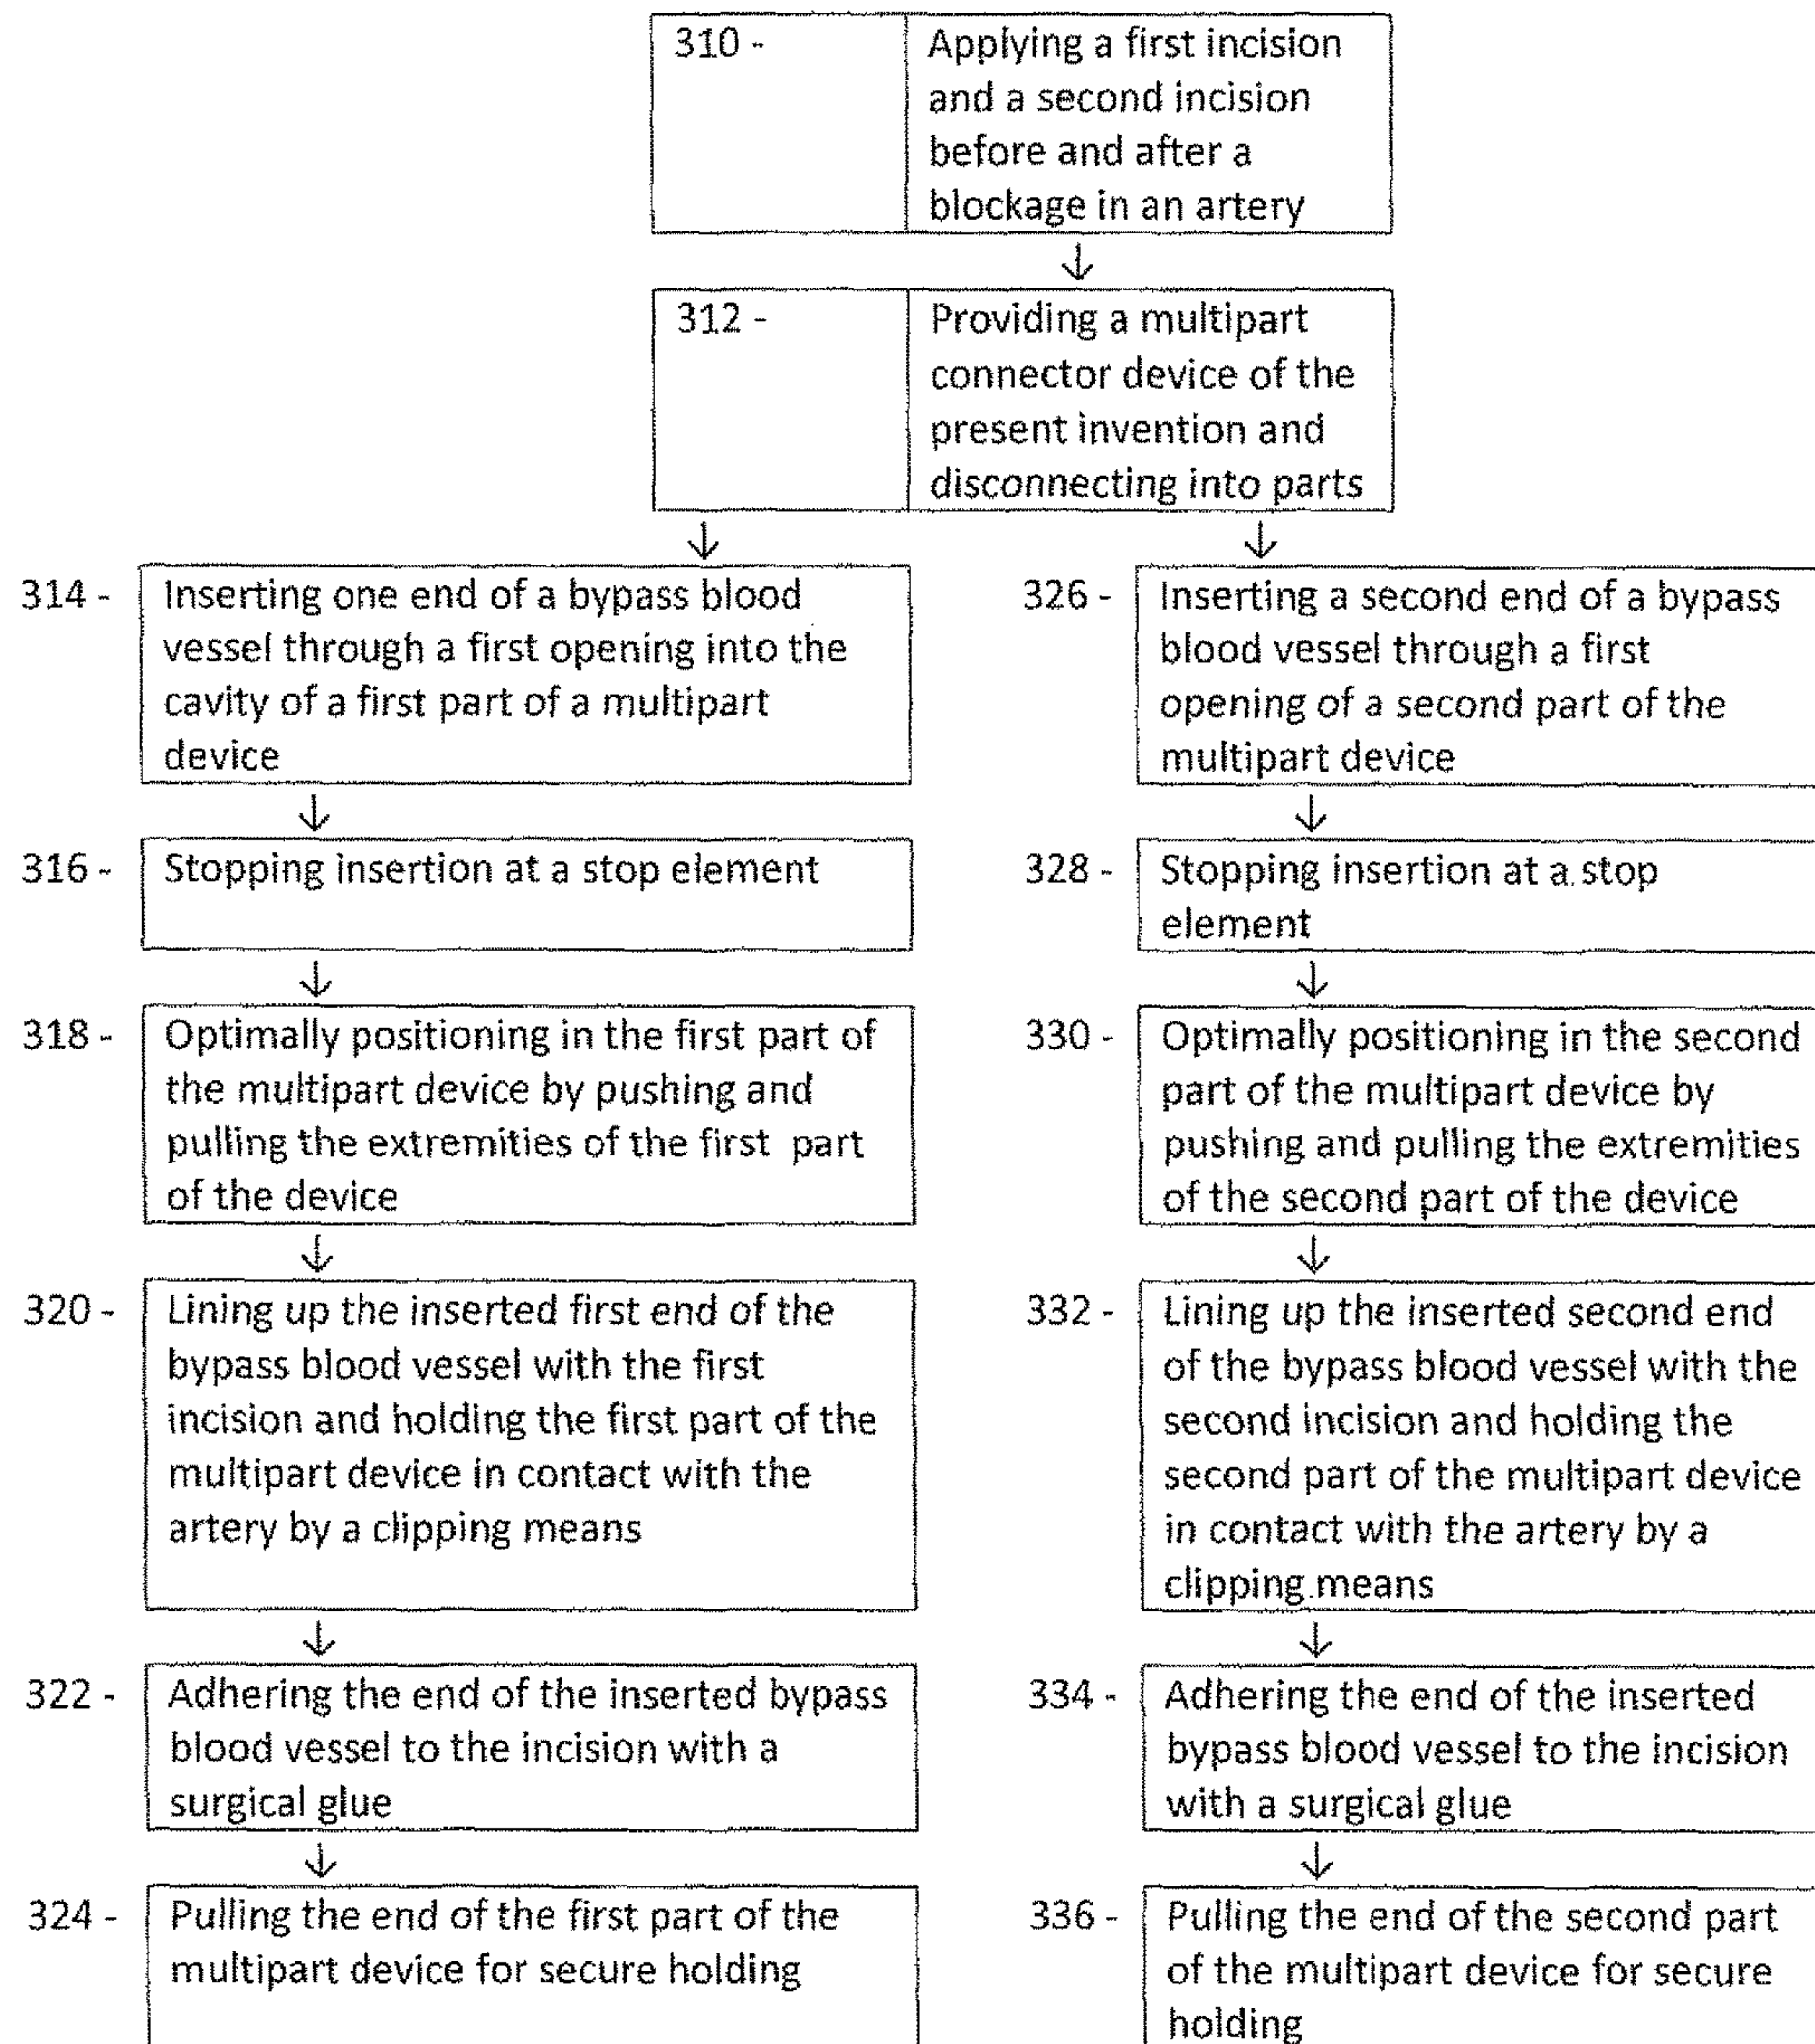 310 -
Applying a first incision
and a second incision
before and after a
blockage in an artery
312 -
Providing a multipart
connector device of the
present invention and
disconnecting into parts
314 -
Inserting one end of a bypass blood
vessel through a first opening into the
cavity of a first part of a multipart
device
316 -
Stopping insertion at a stop element
318 -
Optimally positioning in the first part of
the multipart device by pushing and
pulling the extremities of the first part
of the device
320 -
Lining up the inserted first end of the
bypass blood vessel with the first
incision and holding the first part of the
multipart device in contact with the
artery by a clipping means
322 -
Adhering the end of the inserted bypass
blood vessel to the incision with a
surgical glue
324 -
Pulling the end of the first part of the
multipart device for secure holding
326 -
Inserting a second end of a bypass
blood vessel through a first
opening of a second part of the
multipart device
328 -
Stopping insertion at a stop
element
330 -
Optimally positioning in the second
part of the multipart device by
pushing and pulling the extremities
of the second part of the device
332 -
Lining up the inserted second end
of the bypass blood vessel with the
second incision and holding the
second part of the multipart device
in contact with the artery by a
clipping means
334 -
Adhering the end of the inserted
bypass blood vessel to the incision
with a surgical glue
336 -
Pulling the end of the second part
of the multipart device for secure
holding